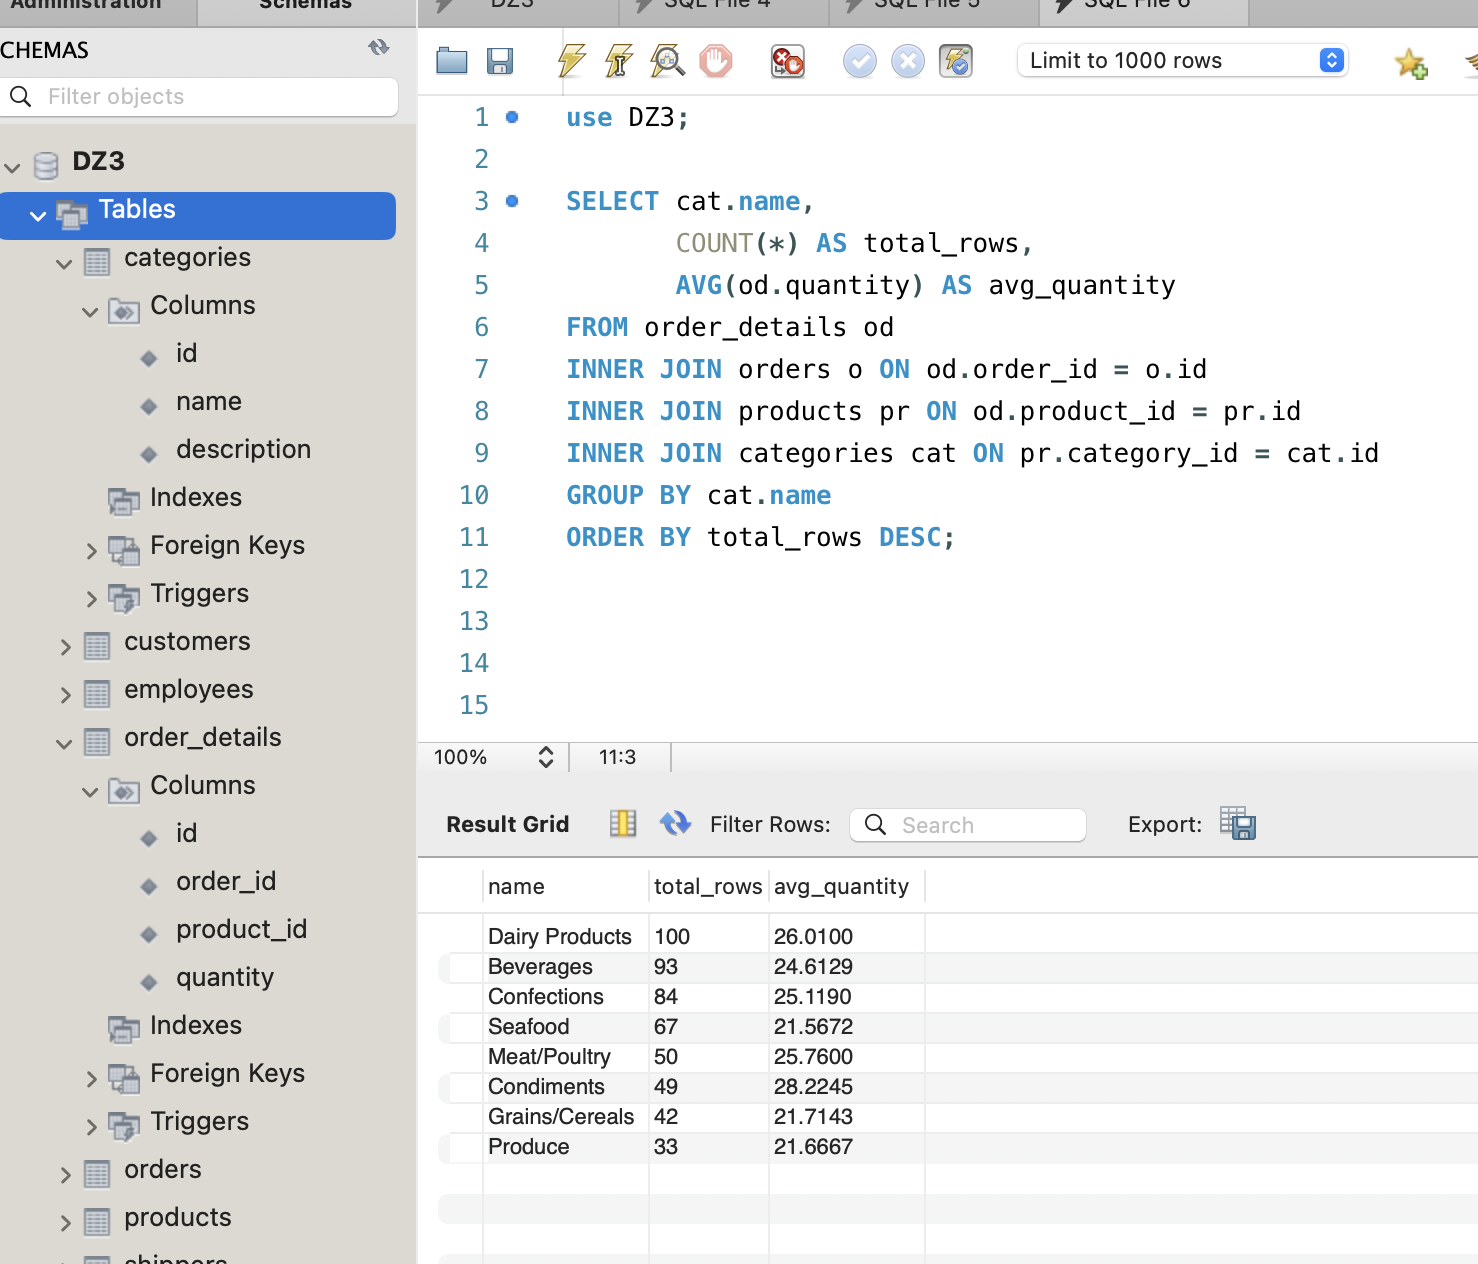 Administration
Schemas
DZ3
SQL File 4
SQL File 5
SQL File 6
CHEMAS
Filter objects
DZ3
Tables
categories
Columns
id
name
description
Indexes
Foreign Keys
Triggers
customers
employees
order_details
Columns
id
order_id
product_id
quantity
Indexes
Foreign Keys
Triggers
orders
products
shippers
Limit to 1000 rows
1 use DZ3;
2
3 SELECT cat.name,
4 COUNT(*) AS total_rows,
5 AVG(od.quantity) AS avg_quantity
6 FROM order_details od
7 INNER JOIN orders o ON od.order_id = o.id
8 INNER JOIN products pr ON od.product_id = pr.id
9 INNER JOIN categories cat ON pr.category_id = cat.id
10 GROUP BY cat.name
11 ORDER BY total_rows DESC;
12
13
14
15
100% 11:3
Result Grid Filter Rows: Search Export:
name total_rows avg_quantity
Dairy Products 100 26.0100
Beverages 93 24.6129
Confections 84 25.1190
Seafood 67 21.5672
Meat/Poultry 50 25.7600
Condiments 49 28.2245
Grains/Cereals 42 21.7143
Produce 33 21.6667